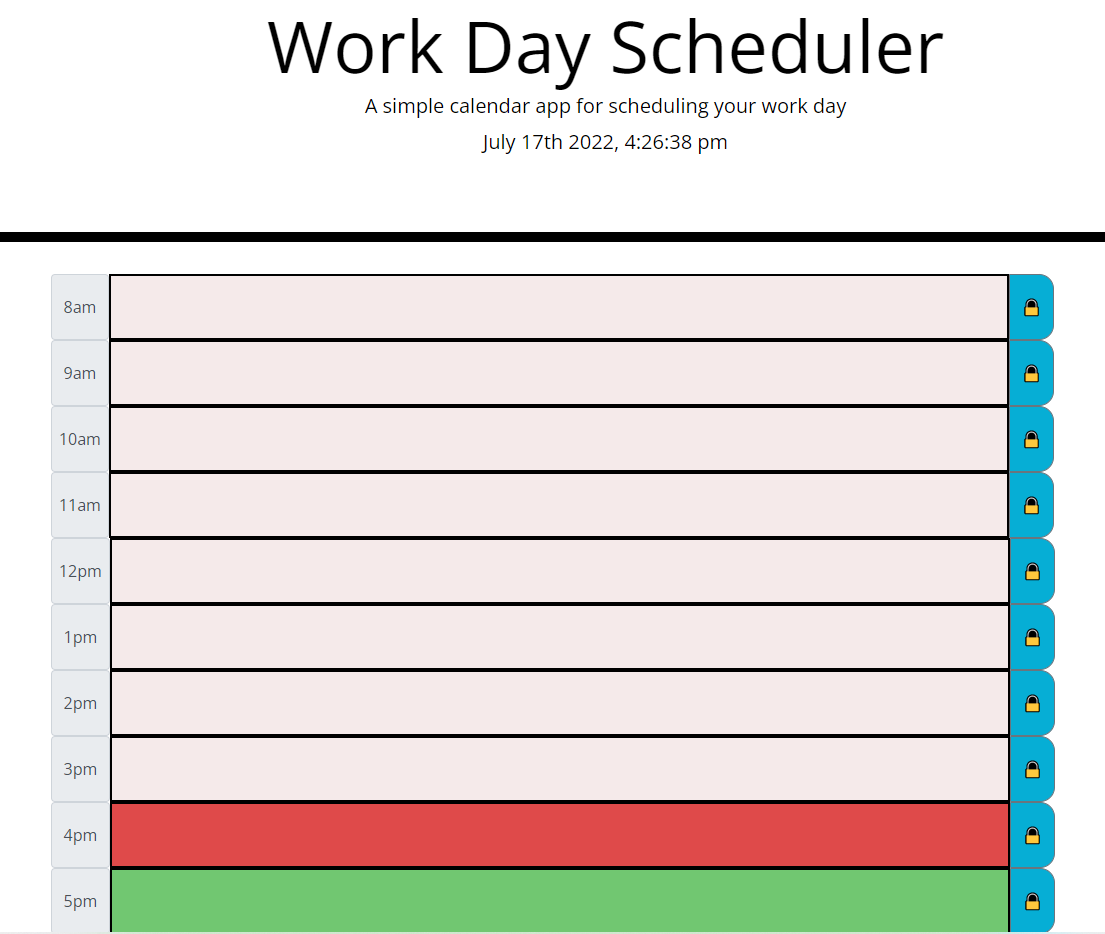 Work Day Scheduler
A simple calendar app for scheduling your work day
July 17th 2022, 4:26:38 pm
8am
9am
10am
11am
12pm
1pm
2pm
3pm
4pm
5pm